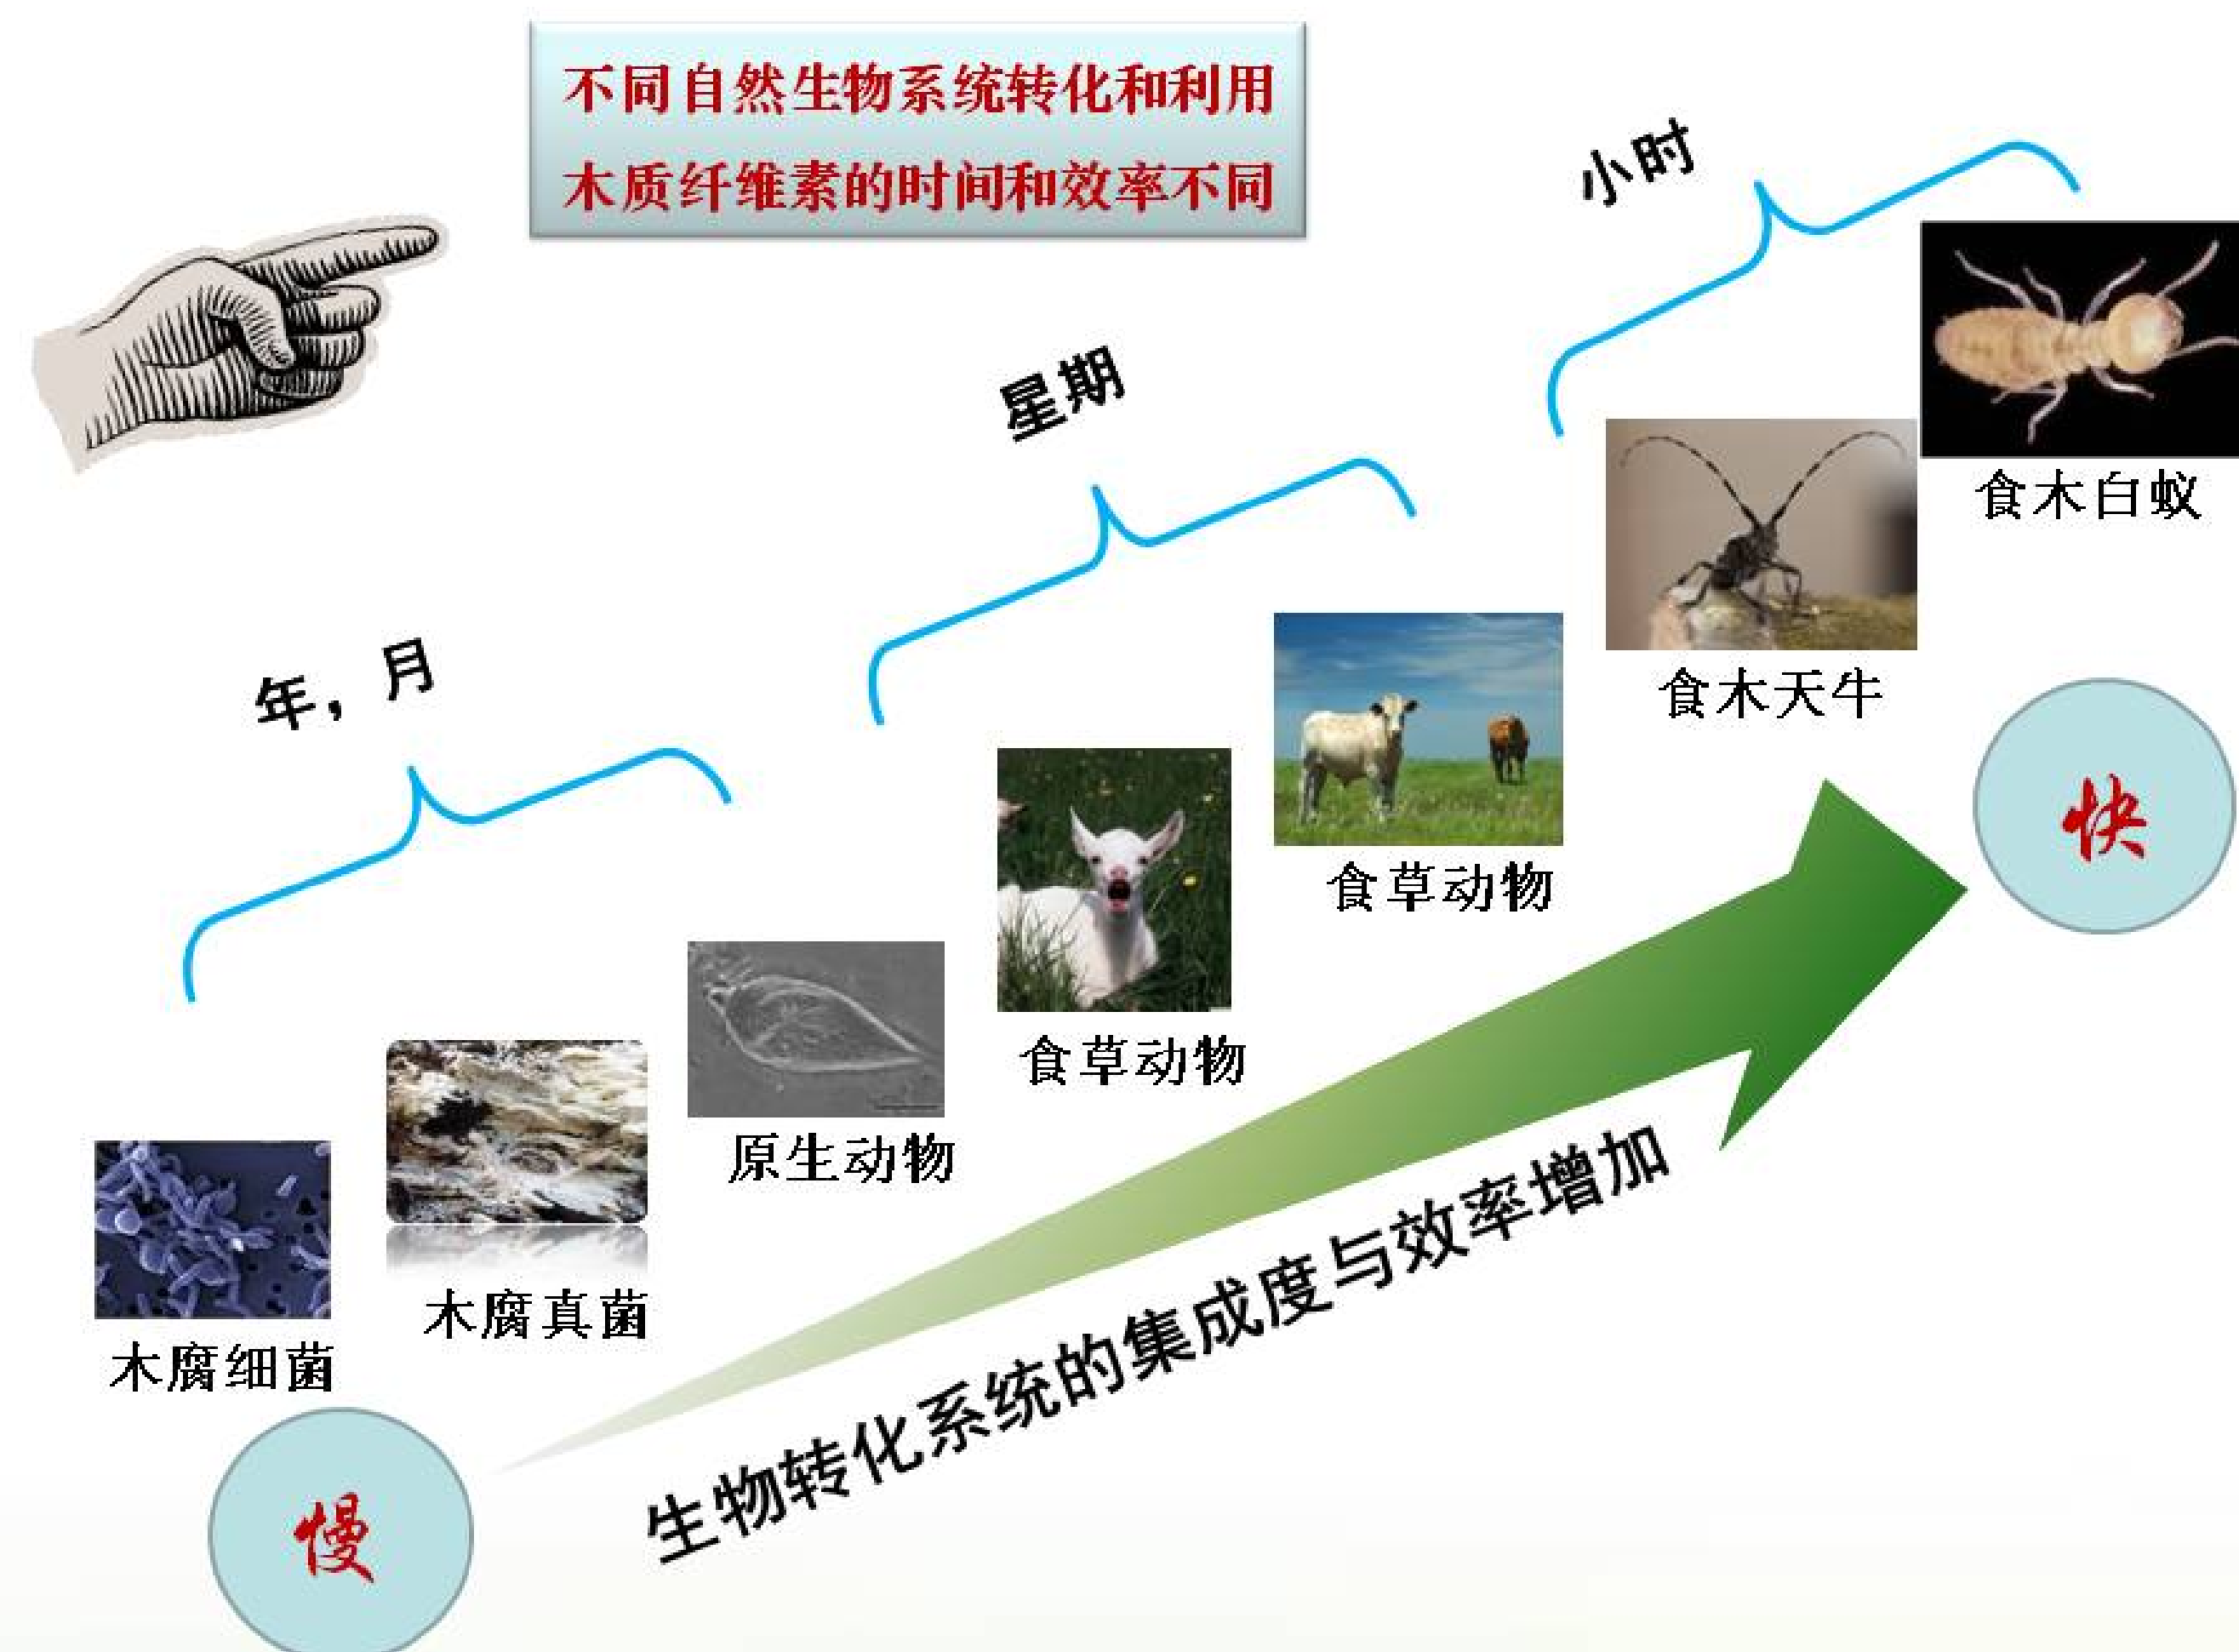 不同自然生物系统转化和利用
木质纤维素的时间和效率不同
小时
食木白蚁
星期
食木天牛
年，月
快
食草动物
食草动物
原生动物
木腐真菌
木腐细菌
生物转化系统的集成度与效率增加
慢